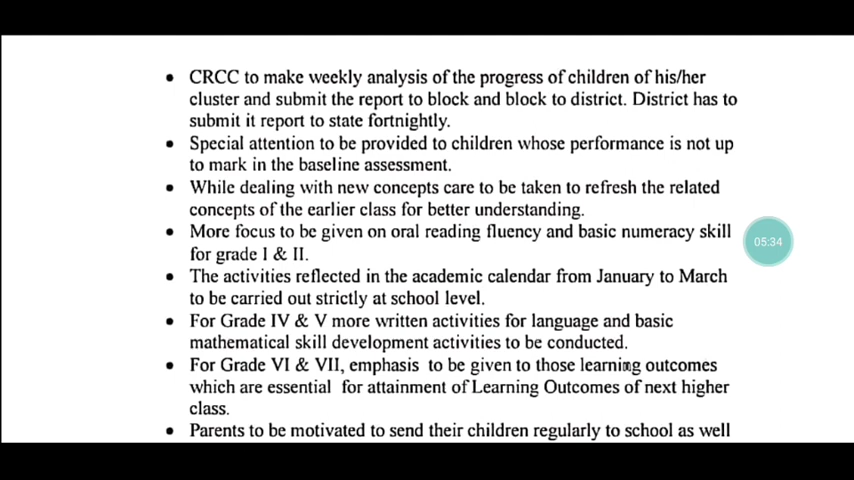 • CRCC to make weekly analysis of the progress of children of his/her
cluster and submit the report to block and block to district. District has to
submit it report to state fortnightly.
• Special attention to be provided to children whose performance is not up
to mark in the baseline assessment.
• While dealing with new concepts care to be taken to refresh the related
concepts of the earlier class for better understanding.
• More focus to be given on oral reading fluency and basic numeracy skill
for grade I & II.
05:34
• The activities reflected in the academic calendar from January to March
to be carried out strictly at school level.
• For Grade IV & V more written activities for language and basic
mathematical skill development activities to be conducted.
• For Grade VI & VII, emphasis to be given to those learning outcomes
which are essential for attainment of Learning Outcomes of next higher
class.
• Parents to be motivated to send their children regularly to school as well